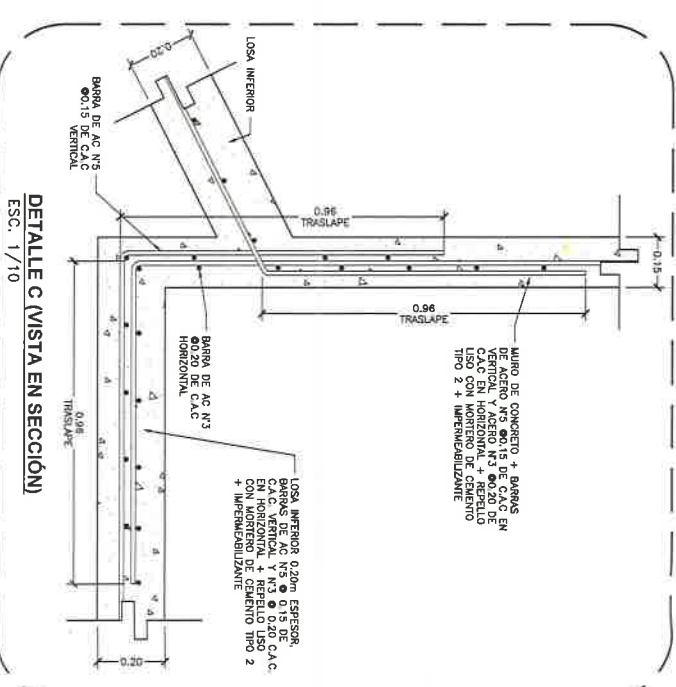 0.20
LOSA INFERIOR
BARRA DE AC N°5
@0.15 DE C.A.C
VERTICAL
0.96
TRASLAPE
0.15
0.96
TRASLAPE
MURO DE CONCRETO + BARRAS
DE ACERO N°5 @0.15 DE C.A.C EN
VERTICAL Y ACERO N°3 @0.20 DE
C.A.C EN HORIZONTAL + REPELLO
LISO CON MORTERO DE CEMENTO
TIPO 2 + IMPERMEABILIZANTE
BARRA DE AC N°3
@0.20 DE C.A.C
HORIZONTAL
LOSA INFERIOR 0.20m ESPESOR,
BARRAS DE AC N°5 @ 0.15 DE
C.A.C. VERTICAL Y N°3 @ 0.20 C.A.C.
EN HORIZONTAL + REPELLO LISO
CON MORTERO DE CEMENTO TIPO 2
+ IMPERMEABILIZANTE
0.96
TRASLAPE
0.20
DETALLE C (VISTA EN SECCIÓN)
ESC. 1/10